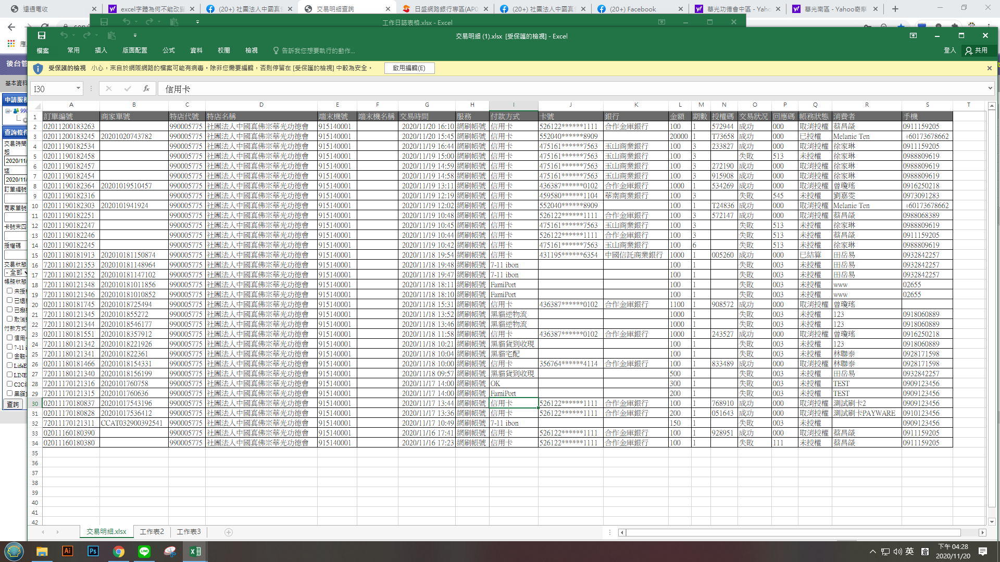 遠通電收
excel字體為何不能改變
(20+) 社團法人中國真佛
交易明細查詢
日盛網路銀行專區(AP0
(20+) 社團法人中國真佛
(20+) Facebook
華光功德會中區 - Yaho
華光南區 - Yahoo奇摩
工作日誌表格.xlsx - Excel
交易明細 (1).xlsx [受保護的檢視] - Excel
檔案 常用 插入 版面配置 公式 資料 校閱 檢視 告訴我您想要執行的動作... 登入 共用
受保護的檢視 小心，來自於網際網路的檔案可能有病毒。除非您需要編輯，否則停留在 [受保護的檢視] 中較為安全。 啟用編輯(E)
I30 fx 信用卡
A B C D E F G H I J K L M N O P Q R S T
1 訂單編號 商家單號 特店代號 特店名稱 端末機號 端末機名稱 交易時間 服務 付款方式 卡號 銀行 金額 期數 授權碼 交易狀況 回應碼 帳務狀態 消費者 手機
2 02011200183263 990005775 社團法人中國真佛宗華光功德會 915140001 2020/11/20 16:10 網刷帳號 信用卡 526122******1111 合作金庫銀行 100 1 572944 成功 000 取消授權 蔡昌燄 0911159205
3 02011200183245 20201020743782 990005775 社團法人中國真佛宗華光功德會 915140001 2020/11/20 15:45 網刷帳號 信用卡 552040******8909 20000 1 T73658 成功 000 已授權 Melanie Ten +60173678662
4 02011190182534 990005775 社團法人中國真佛宗華光功德會 915140001 2020/11/19 16:44 網刷帳號 信用卡 475161******7563 玉山商業銀行 100 3 233827 成功 000 取消授權 徐家琳 0911159205
5 02011190182458 990005775 社團法人中國真佛宗華光功德會 915140001 2020/11/19 15:00 網刷帳號 信用卡 475161******7563 玉山商業銀行 100 3 失敗 513 未授權 徐家琳 0988809619
6 02011190182457 990005775 社團法人中國真佛宗華光功德會 915140001 2020/11/19 14:59 網刷帳號 信用卡 475161******7563 玉山商業銀行 100 3 272190 成功 000 取消授權 徐家琳 0988809619
7 02011190182454 990005775 社團法人中國真佛宗華光功德會 915140001 2020/11/19 14:58 網刷帳號 信用卡 475161******7563 玉山商業銀行 100 3 915908 成功 000 取消授權 徐家琳 0988809619
8 02011190182364 20201019510457 990005775 社團法人中國真佛宗華光功德會 915140001 2020/11/19 13:11 網刷帳號 信用卡 436387******0102 合作金庫銀行 1000 1 534269 成功 000 取消授權 曾瓊瑤 0916250218
9 02011190182316 990005775 社團法人中國真佛宗華光功德會 915140001 2020/11/19 12:19 網刷帳號 信用卡 459580******1104 華南商業銀行 100 3 失敗 545 未授權 劉嘉雯 0973091283
10 02011190182303 2020101941924 990005775 社團法人中國真佛宗華光功德會 915140001 2020/11/19 12:02 網刷帳號 信用卡 552040******8909 100 1 T24836 成功 000 取消授權 Melanie Ten +60173678662
11 02011190182251 990005775 社團法人中國真佛宗華光功德會 915140001 2020/11/19 10:48 網刷帳號 信用卡 526122******1111 合作金庫銀行 100 3 572147 成功 000 取消授權 蔡昌燄 0988068389
12 02011190182247 990005775 社團法人中國真佛宗華光功德會 915140001 2020/11/19 10:45 網刷帳號 信用卡 475161******7563 玉山商業銀行 100 3 失敗 513 未授權 徐家琳 0988809619
13 02011190182246 990005775 社團法人中國真佛宗華光功德會 915140001 2020/11/19 10:44 網刷帳號 信用卡 526122******1111 合作金庫銀行 100 3 失敗 513 未授權 蔡昌燄 0911159205
14 02011190182245 990005775 社團法人中國真佛宗華光功德會 915140001 2020/11/19 10:42 網刷帳號 信用卡 475161******7563 玉山商業銀行 100 6 失敗 513 未授權 徐家琳 0988809619
15 02011180181913 202010181150874 990005775 社團法人中國真佛宗華光功德會 915140001 2020/11/18 19:54 網刷帳號 信用卡 431195******6354 中國信託商業銀行 1000 1 005260 成功 000 已結算 田岳易 0932842257
16 72011180121353 202010181148964 990005775 社團法人中國真佛宗華光功德會 915140001 2020/11/18 19:48 網刷帳號 7-11 ibon 100 1 失敗 003 未授權 田岳易 0932842257
17 72011180121352 202010181147102 990005775 社團法人中國真佛宗華光功德會 915140001 2020/11/18 19:47 網刷帳號 7-11 ibon 100 1 失敗 003 未授權 田岳易 0932842257
18 72011180121348 202010181011856 990005775 社團法人中國真佛宗華光功德會 915140001 2020/11/18 18:11 網刷帳號 FamiPort 100 1 失敗 003 未授權 www 02655
19 72011180121346 202010181010852 990005775 社團法人中國真佛宗華光功德會 915140001 2020/11/18 18:10 網刷帳號 FamiPort 100 1 失敗 003 未授權 www 02655
20 02011180181745 20201018725494 990005775 社團法人中國真佛宗華光功德會 915140001 2020/11/18 15:31 網刷帳號 信用卡 436387******0102 合作金庫銀行 1100 1 908572 成功 000 取消授權 曾瓊瑤
21 72011180121345 2020101855272 990005775 社團法人中國真佛宗華光功德會 915140001 2020/11/18 13:52 網刷帳號 黑貓逆物流 1000 1 失敗 003 未授權 123 0918060889
22 72011180121344 20201018546177 990005775 社團法人中國真佛宗華光功德會 915140001 2020/11/18 13:46 網刷帳號 黑貓逆物流 1000 1 失敗 003 未授權 123 0918060889
23 02011180181551 20201018357912 990005775 社團法人中國真佛宗華光功德會 915140001 2020/11/18 11:58 網刷帳號 信用卡 436387******0102 合作金庫銀行 1000 1 243527 成功 000 取消授權 曾瓊瑤 0916250218
24 72011180121342 20201018221926 990005775 社團法人中國真佛宗華光功德會 915140001 2020/11/18 10:21 網刷帳號 黑貓貨到收現 100 1 失敗 003 未授權 123 0918060889
25 72011180121341 2020101822361 990005775 社團法人中國真佛宗華光功德會 915140001 2020/11/18 10:04 網刷帳號 黑貓宅配 100 1 失敗 003 未授權 林聯泰 0928171598
26 02011180181466 20201018154331 990005775 社團法人中國真佛宗華光功德會 915140001 2020/11/18 10:00 網刷帳號 信用卡 356764******4114 合作金庫銀行 100 1 833489 成功 000 取消授權 林聯泰 0928171598
27 72011180121340 20201018156199 990005775 社團法人中國真佛宗華光功德會 915140001 2020/11/18 09:57 網刷帳號 黑貓貨到收現 500 1 失敗 003 未授權 田岳易 0932842257
28 72011170121316 2020101760758 990005775 社團法人中國真佛宗華光功德會 915140001 2020/11/17 14:00 網刷帳號 OK 300 1 失敗 003 未授權 TEST 0909123456
29 72011170121315 2020101760636 990005775 社團法人中國真佛宗華光功德會 915140001 2020/11/17 14:00 網刷帳號 FamiPort 200 1 失敗 003 未授權 TEST 0909123456
30 02011170180837 20201017543196 990005775 社團法人中國真佛宗華光功德會 915140001 2020/11/17 13:44 網刷帳號 信用卡 526122******1111 合作金庫銀行 100 1 768910 成功 000 取消授權 測試刷卡2 0909123456
31 02011170180828 20201017536412 990005775 社團法人中國真佛宗華光功德會 915140001 2020/11/17 13:36 網刷帳號 信用卡 526122******1111 合作金庫銀行 200 1 051643 成功 000 取消授權 測試刷卡PAYWARE 0910123456
32 72011170121311 CCAT032900392541 990005775 社團法人中國真佛宗華光功德會 915140001 2020/11/17 10:49 網刷帳號 7-11 ibon 150 1 失敗 003 未授權 0909123456
33 02011160180390 990005775 社團法人中國真佛宗華光功德會 915140001 2020/11/16 17:41 網刷帳號 信用卡 526122******1111 合作金庫銀行 100 1 928951 成功 000 取消授權 蔡昌燄 0911159205
34 02011160180380 990005775 社團法人中國真佛宗華光功德會 915140001 2020/11/16 17:23 網刷帳號 信用卡 526122******1111 合作金庫銀行 100 1 失敗 111 未授權 蔡昌燄 0911159205
35
36
37
38
39
40
41
42
後台管
基本資料
申請服務
990
查詢條件
交易時間
起
2020/11/
迄
2020/11/
訂單編號
商家單號
卡號末四
授權碼
交易狀態
- 全部
帳務狀態
未授
已退
已撥
取消
付款方式
信用
7-11 i
金融
LifeE
LINE
C2C
黑貓
查詢
交易明細.xlsx 工作表2 工作表3
英
下午 04:28
2020/11/20